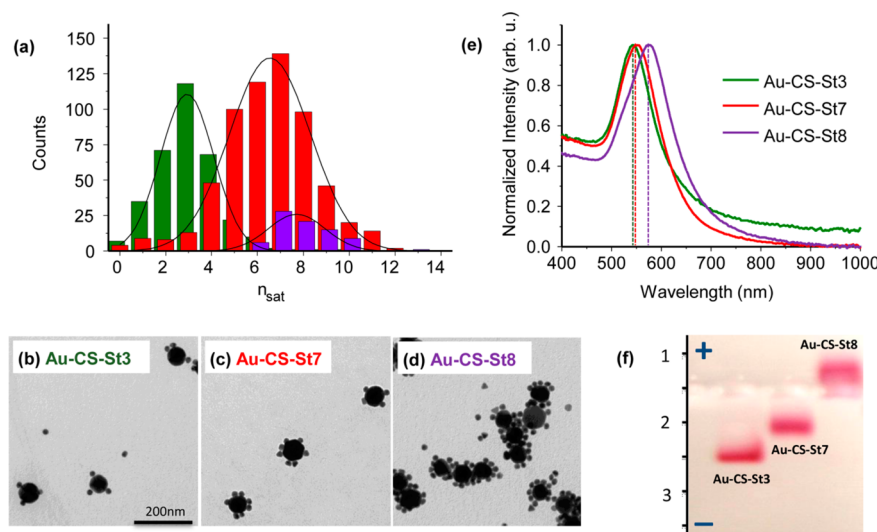 (a)
150
125
100
75
50
25
0
Counts
0 2 4 6 8 10 12 14
nsat
(e)
Normalized Intensity (arb. u.)
1.0
0.8
0.6
0.4
0.2
0.0
Au-CS-St3
Au-CS-St7
Au-CS-St8
400 500 600 700 800 900 1000
Wavelength (nm)
(b) Au-CS-St3
200nm
(c) Au-CS-St7
(d) Au-CS-St8
(f)
1
2
3
+
−
Au-CS-St8
Au-CS-St7
Au-CS-St3